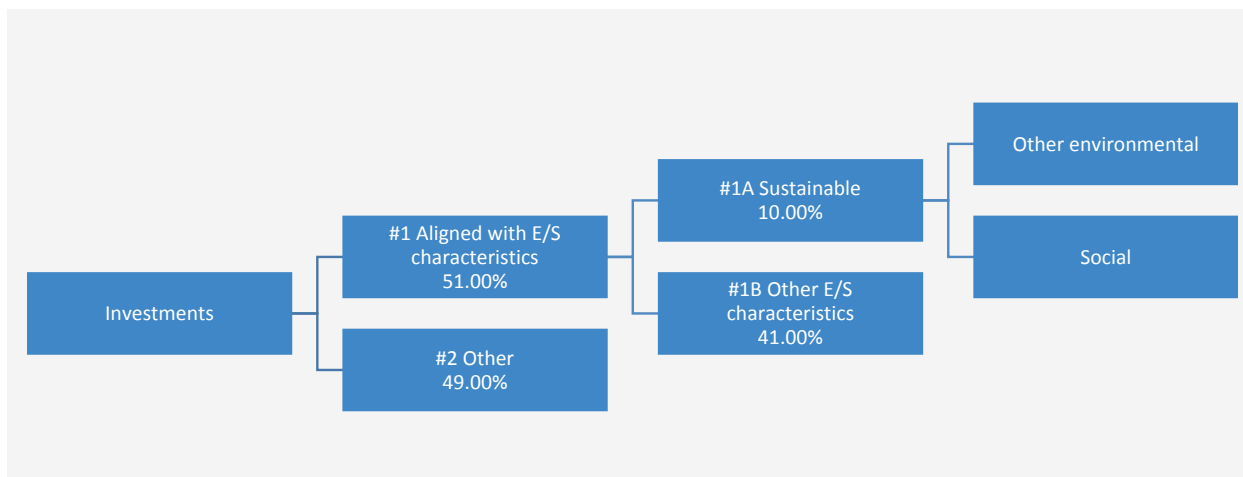 Investments
#1 Aligned with E/S
characteristics
51.00%
#2 Other
49.00%
#1A Sustainable
10.00%
#1B Other E/S
characteristics
41.00%
Other environmental
Social